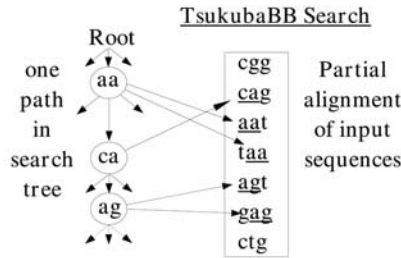 TsukubaBB Search
Root
one
path
in
search
tree
aa
ca
ag
cgg
cag
aat
taa
agt
gag
ctg
Partial
alignment
of input
sequences